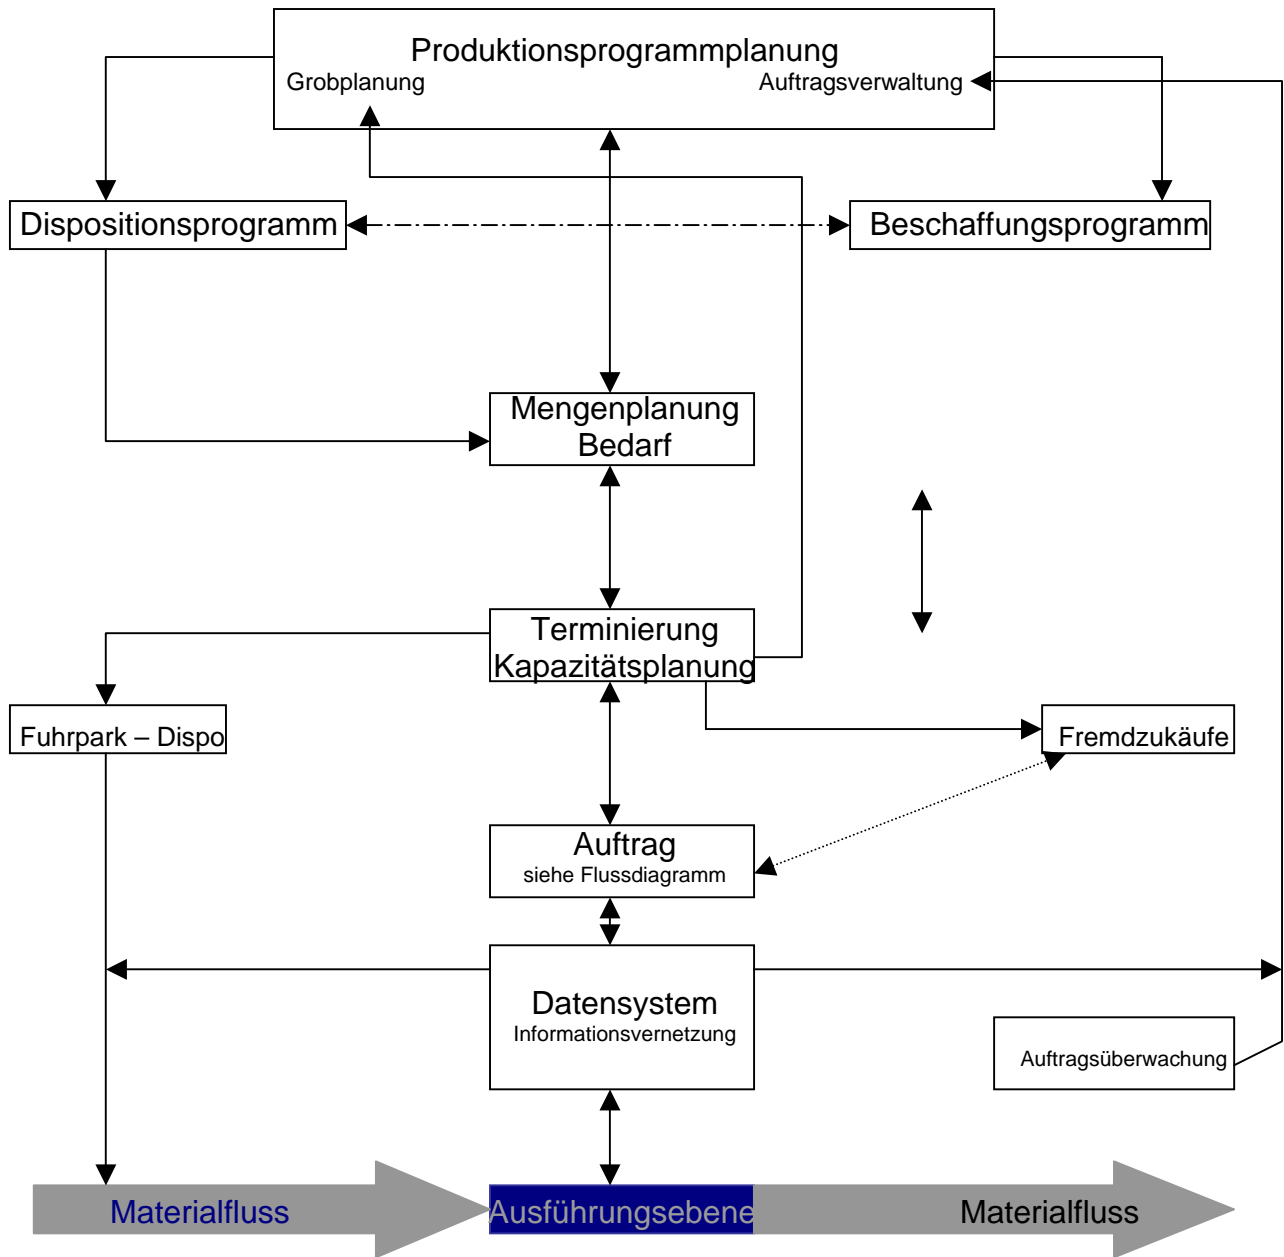 Produktionsprogrammplanung
Grobplanung
Auftragsverwaltung
Dispositionsprogramm
Beschaffungsprogramm
Mengenplanung
Bedarf
Terminierung
Kapazitätsplanung
Fuhrpark – Dispo
Fremdzukäufe
Auftrag
siehe Flussdiagramm
Datensystem
Informationsvernetzung
Auftragsüberwachung
Materialfluss
Ausführungsebene
Materialfluss